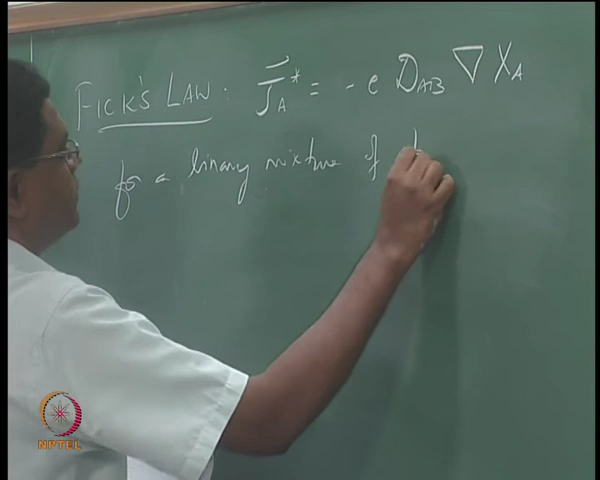 FICK'S LAW : J⃗_A* = - c D_AB ∇ X_A
for a binary mixture of
NPTEL